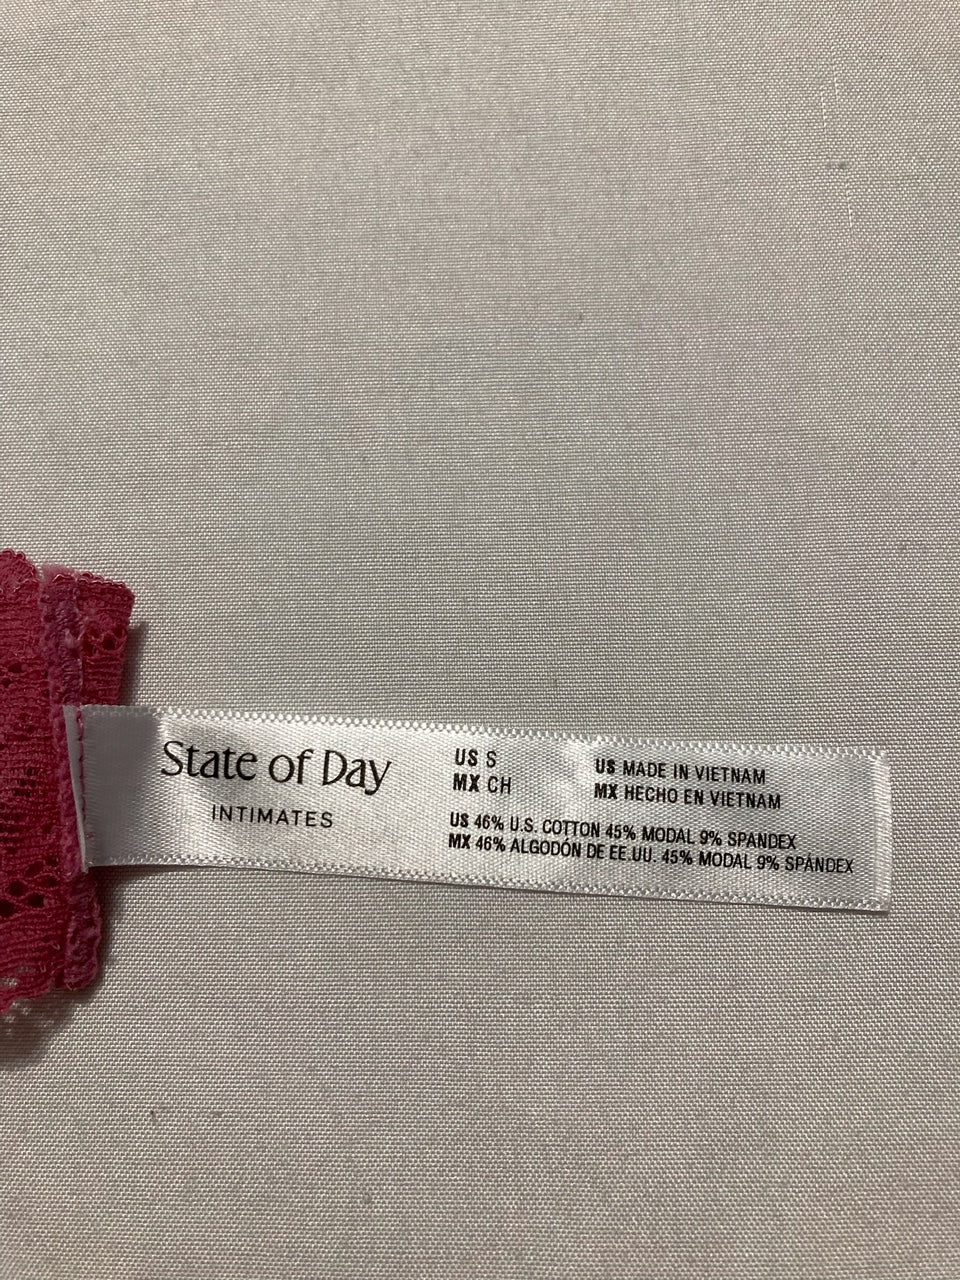 State of Day
INTIMATES
US S
MX CH
US MADE IN VIETNAM
MX HECHO EN VIETNAM
US 46% U.S. COTTON 45% MODAL 9% SPANDEX
MX 46% ALGODÓN DE EE.UU. 45% MODAL 9% SPANDEX